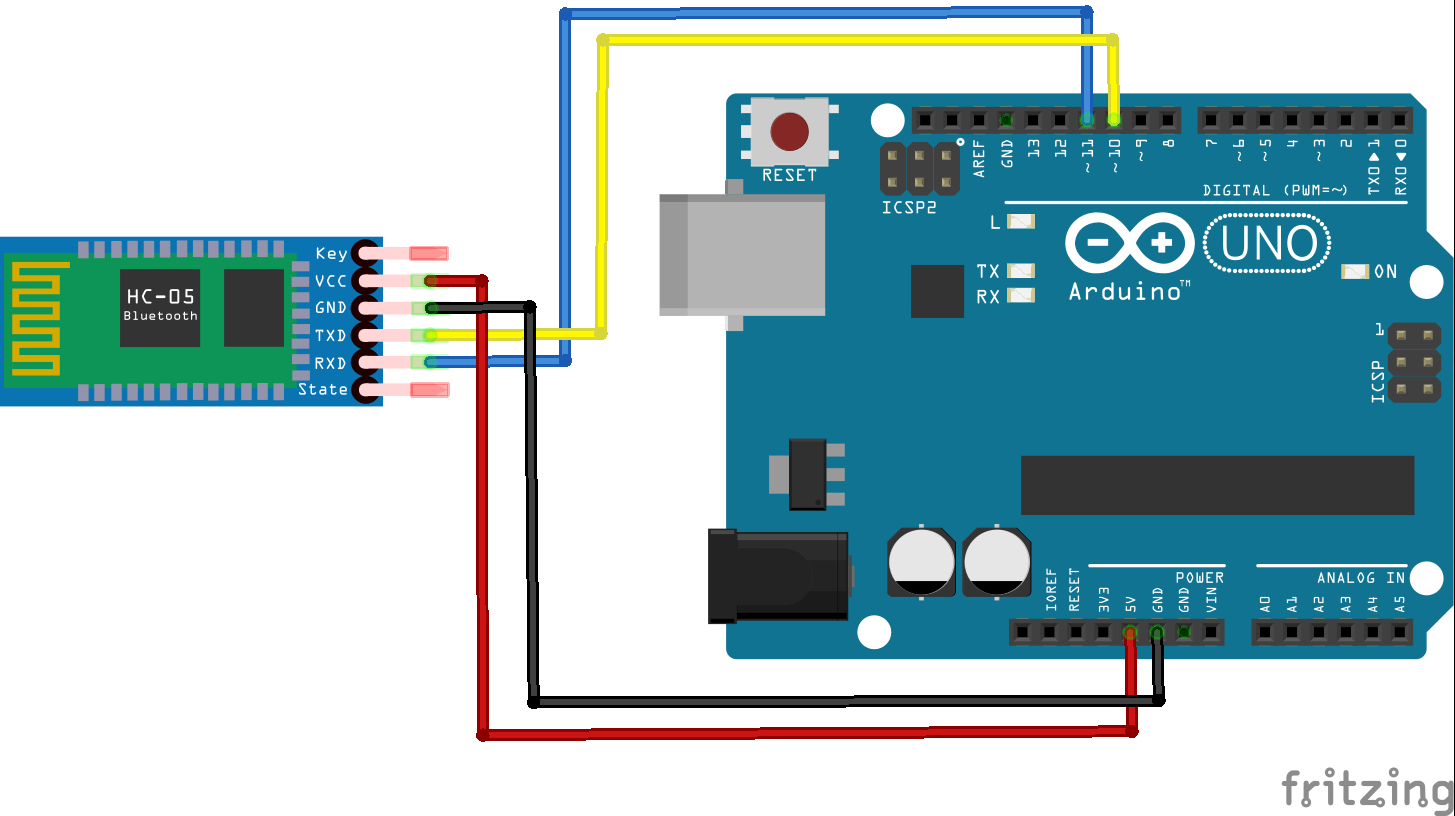 HC-05
Bluetooth
Key
VCC
GND
TXD
RXD
State
RESET
ICSP2
AREF
GND
13
12
~11
~10
~9
8
7
~6
~5
4
~3
2
TX0▶1
RX0◀0
DIGITAL (PWM=~)
L
TX
RX
UNO
Arduino™
ON
1
ICSP
POWER
ANALOG IN
IOREF
RESET
3V3
5V
GND
GND
VIN
A0
A1
A2
A3
A4
A5
fritzing